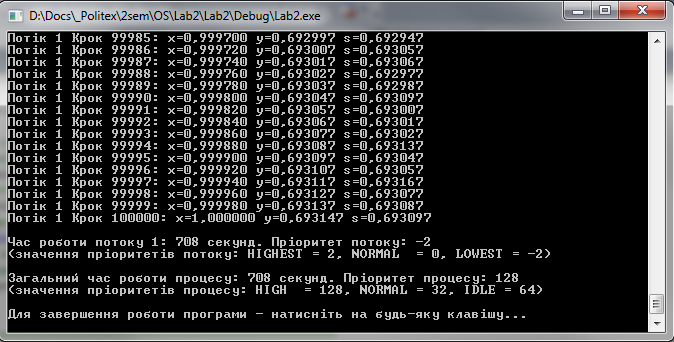 D:\Docs\_Politex\2sem\OS\Lab2\Lab2\Debug\Lab2.exe
Потік 1 Крок 99985: x=0,999700 y=0,692997 s=0,692947
Потік 1 Крок 99986: x=0,999720 y=0,693007 s=0,693057
Потік 1 Крок 99987: x=0,999740 y=0,693017 s=0,693067
Потік 1 Крок 99988: x=0,999760 y=0,693027 s=0,692977
Потік 1 Крок 99989: x=0,999780 y=0,693037 s=0,692987
Потік 1 Крок 99990: x=0,999800 y=0,693047 s=0,693097
Потік 1 Крок 99991: x=0,999820 y=0,693057 s=0,693007
Потік 1 Крок 99992: x=0,999840 y=0,693067 s=0,693017
Потік 1 Крок 99993: x=0,999860 y=0,693077 s=0,693027
Потік 1 Крок 99994: x=0,999880 y=0,693087 s=0,693137
Потік 1 Крок 99995: x=0,999900 y=0,693097 s=0,693047
Потік 1 Крок 99996: x=0,999920 y=0,693107 s=0,693057
Потік 1 Крок 99997: x=0,999940 y=0,693117 s=0,693167
Потік 1 Крок 99998: x=0,999960 y=0,693127 s=0,693077
Потік 1 Крок 99999: x=0,999980 y=0,693137 s=0,693087
Потік 1 Крок 100000: x=1,000000 y=0,693147 s=0,693097
Час роботи потоку 1: 708 секунд. Пріоритет потоку: -2
(значення пріоритетів потоку: HIGHEST = 2, NORMAL  = 0, LOWEST = -2)
Загальний час роботи процесу: 708 секунд. Пріоритет процесу: 128
(значення пріоритетів процесу: HIGH  = 128, NORMAL = 32, IDLE = 64)
Для завершення роботи програми - натисніть на будь-яку клавішу...